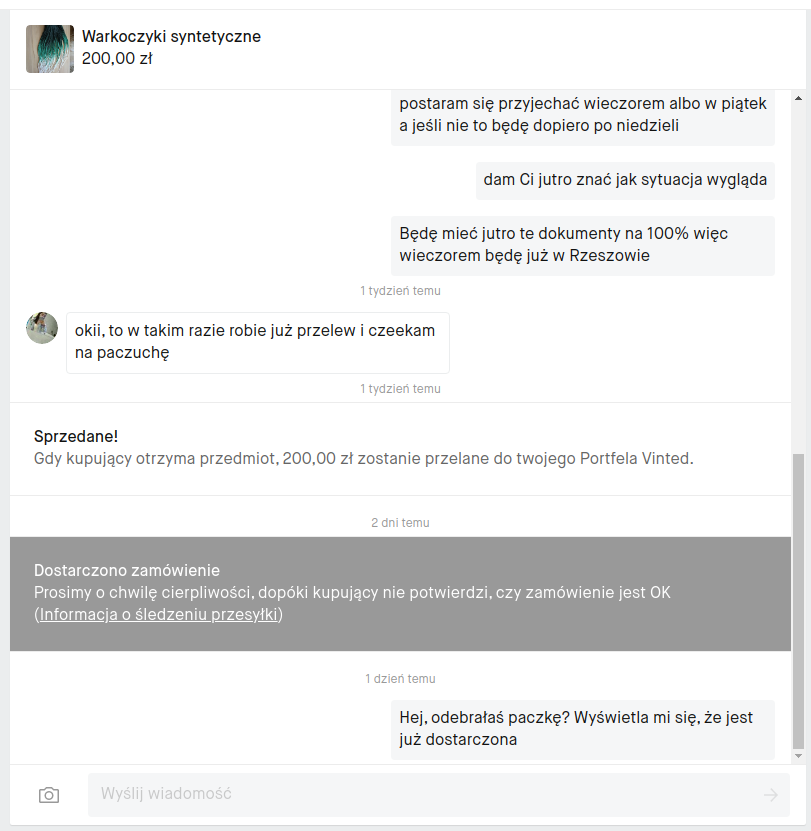 Warkoczyki syntetyczne
200,00 zł
postaram się przyjechać wieczorem albo w piątek
a jeśli nie to będę dopiero po niedzieli
dam Ci jutro znać jak sytuacja wygląda
Będę mieć jutro te dokumenty na 100% więc
wieczorem będę już w Rzeszowie
1 tydzień temu
okii, to w takim razie robie już przelew i czeekam
na paczuchę
1 tydzień temu
Sprzedane!
Gdy kupujący otrzyma przedmiot, 200,00 zł zostanie przelane do twojego Portfela Vinted.
2 dni temu
Dostarczono zamówienie
Prosimy o chwilę cierpliwości, dopóki kupujący nie potwierdzi, czy zamówienie jest OK
(Informacja o śledzeniu przesyłki)
1 dzień temu
Hej, odebrałaś paczkę? Wyświetla mi się, że jest
już dostarczona
Wyślij wiadomość